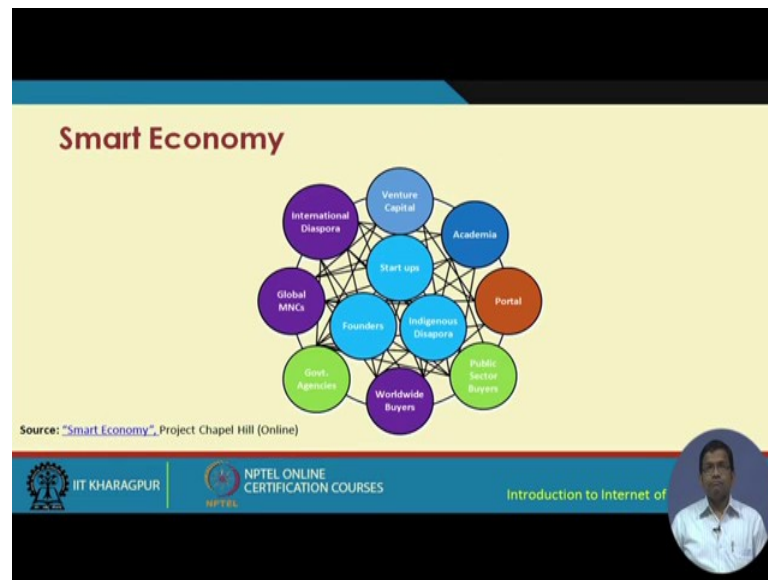 Smart Economy
Venture
Capital
International
Diaspora
Academia
Start ups
Global
MNCs
Portal
Founders
Indigenous
Disapora
Govt.
Agencies
Public
Sector
Buyers
Worldwide
Buyers
Source: "Smart Economy", Project Chapel Hill (Online)
IIT KHARAGPUR
NPTEL ONLINE
CERTIFICATION COURSES
NPTEL
Introduction to Internet of